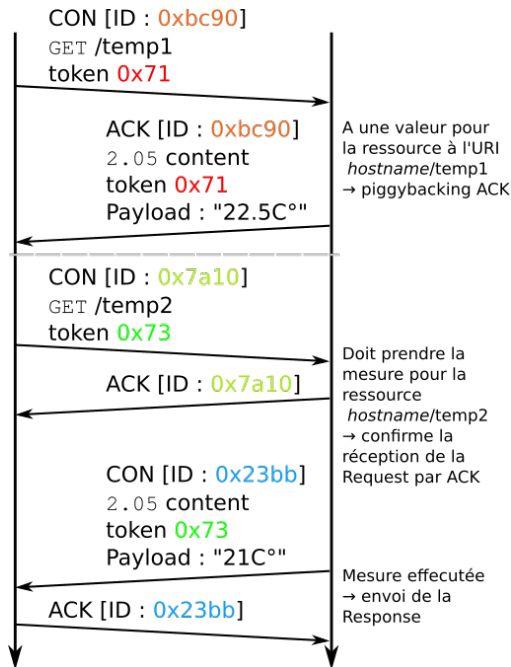 CON [ID : 0xbc90]
GET /temp1
token 0x71
ACK [ID : 0xbc90]
2.05 content
token 0x71
Payload : "22.5C°"
A une valeur pour
la ressource à l'URI
hostname/temp1
→ piggybacking ACK
CON [ID : 0x7a10]
GET /temp2
token 0x73
ACK [ID : 0x7a10]
Doit prendre la
mesure pour la
ressource
hostname/temp2
→ confirme la
réception de la
Request par ACK
CON [ID : 0x23bb]
2.05 content
token 0x73
Payload : "21C°"
Mesure effecutée
→ envoi de la
Response
ACK [ID : 0x23bb]